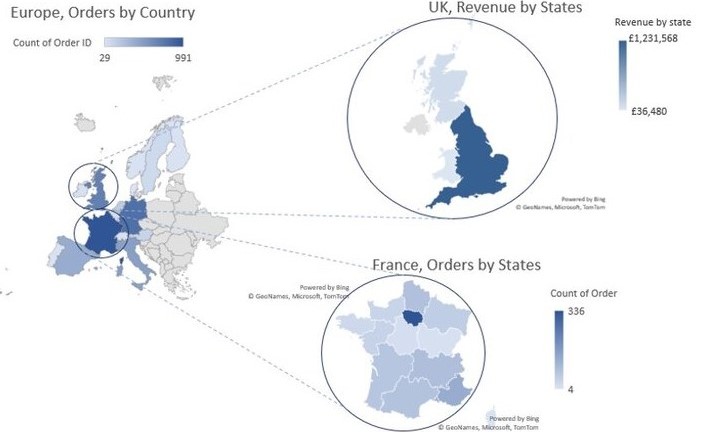 Europe, Orders by Country
Count of Order ID
29
991
UK, Revenue by States
Revenue by state
£1,231,568
£36,480
Powered by Bing
© GeoNames, Microsoft, TomTom
Powered by Bing
© GeoNames, Microsoft, TomTom
France, Orders by States
Count of Order
336
4
Powered by Bing
© GeoNames, Microsoft, TomTom